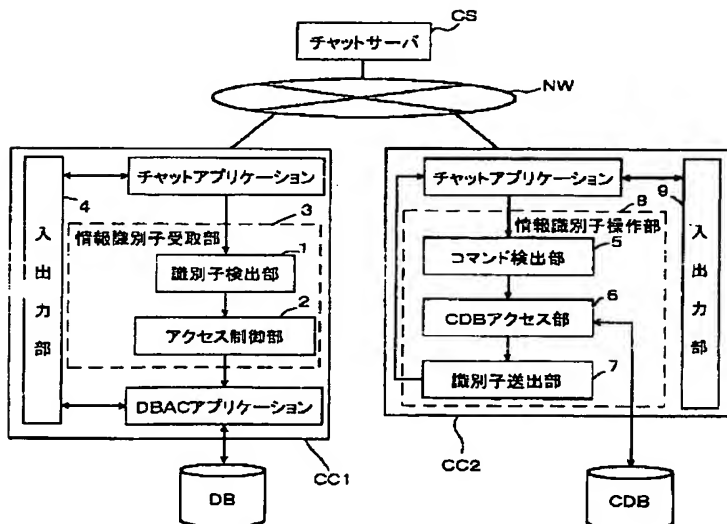 CS
チャットサーバ
NW
チャットアプリケーション
4
3
情報識別子受取部
1
識別子検出部
2
アクセス制御部
入出力部
DBACアプリケーション
CC1
DB
チャットアプリケーション
9
8
情報識別子操作部
5
コマンド検出部
6
CDBアクセス部
7
識別子送出部
入出力部
CC2
CDB